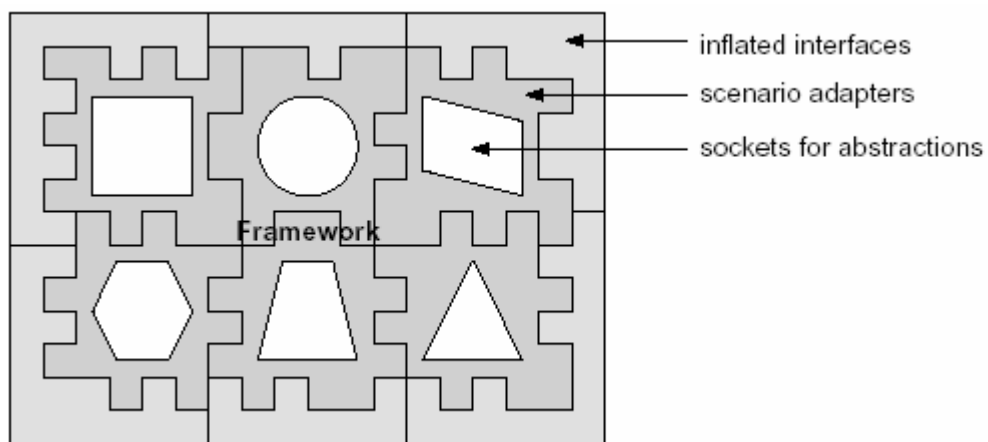 inflated interfaces
scenario adapters
sockets for abstractions
Framework